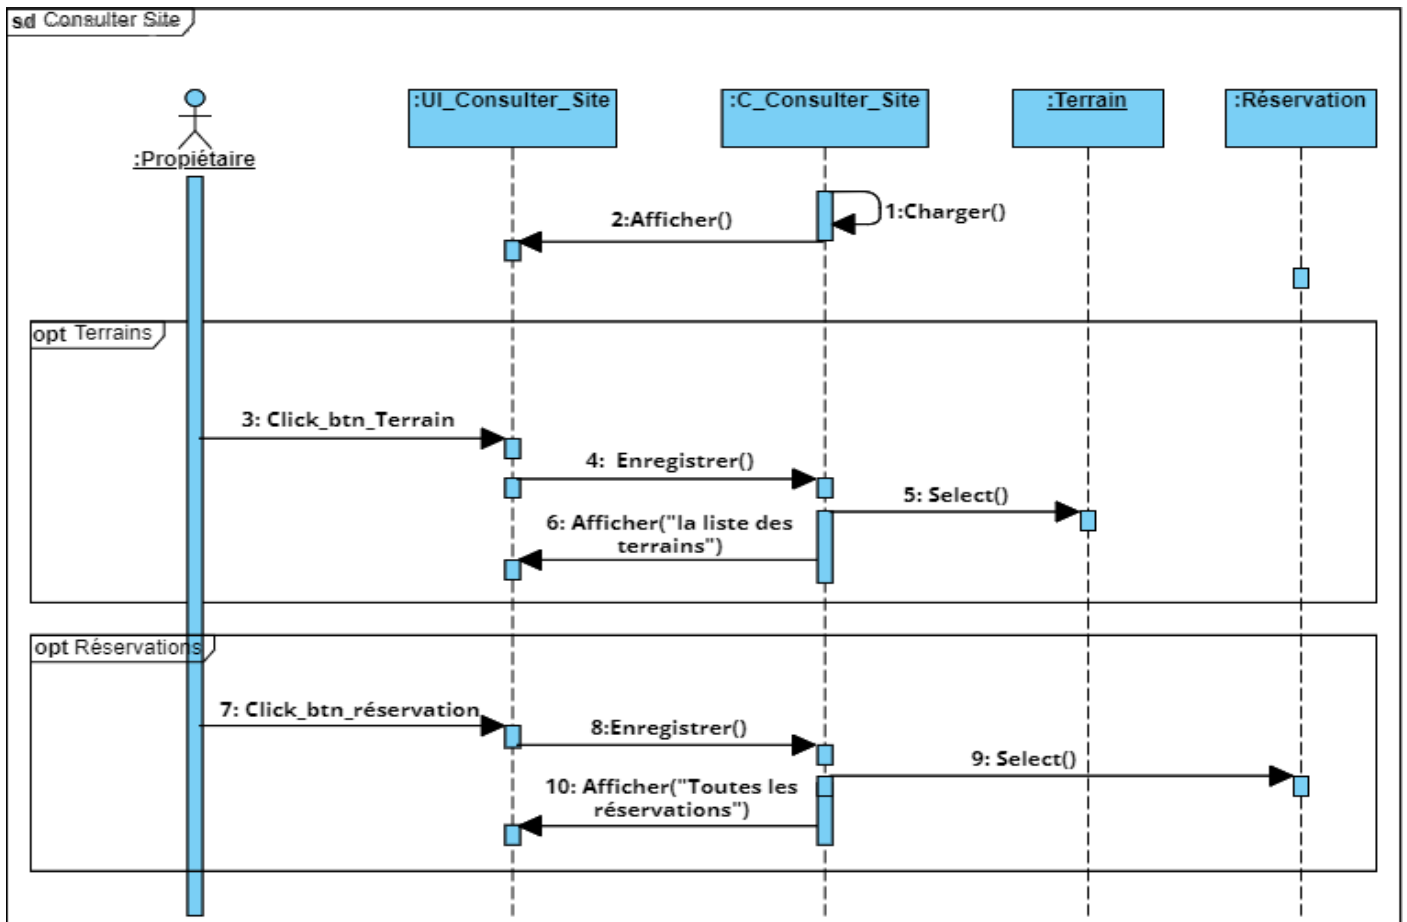 sd Consulter Site
:Propiétaire
:UI_Consulter_Site
:C_Consulter_Site
:Terrain
:Réservation
1:Charger()
2:Afficher()
opt Terrains
3: Click_btn_Terrain
4: Enregistrer()
5: Select()
6: Afficher("la liste des
terrains")
opt Réservations
7: Click_btn_réservation
8:Enregistrer()
9: Select()
10: Afficher("Toutes les
réservations")